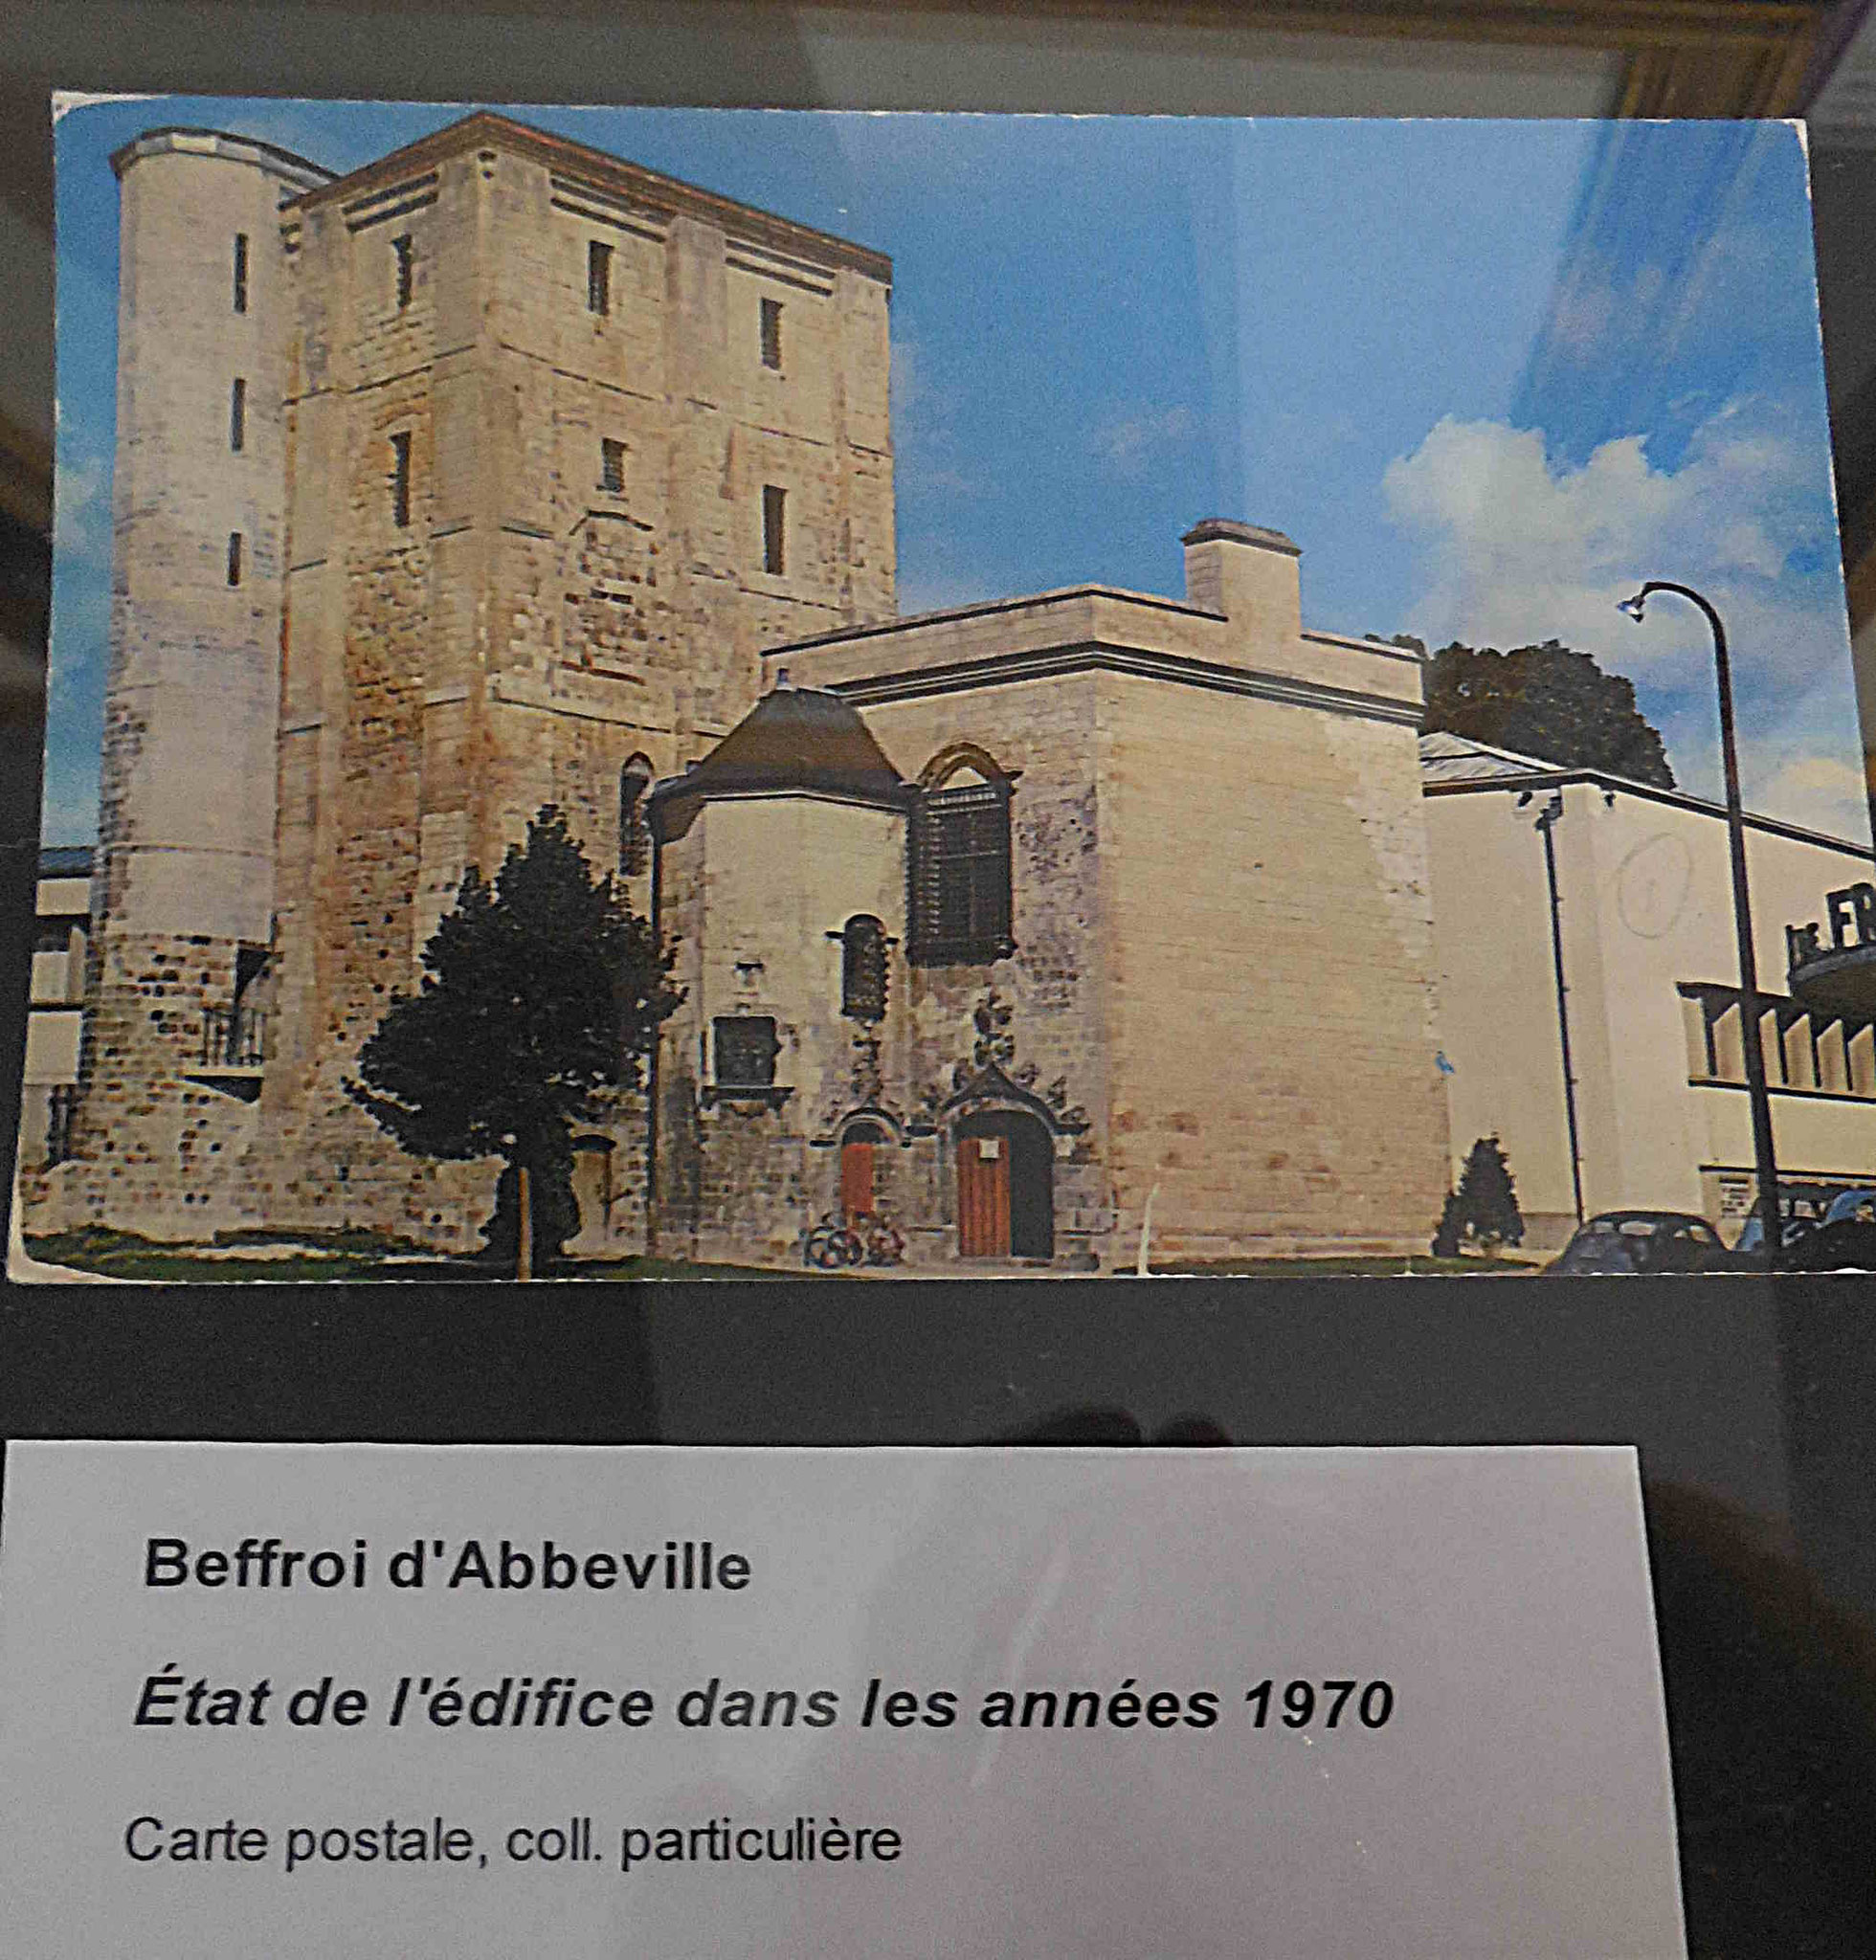 Beffroi d'Abbeville
État de l'édifice dans les années 1970
Carte postale, coll. particulière